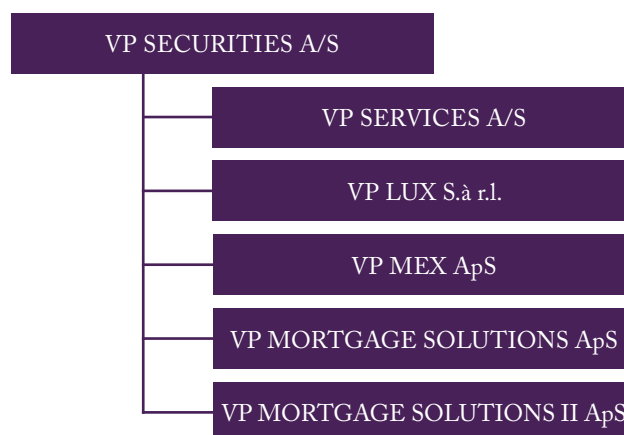 VP SECURITIES A/S
VP SERVICES A/S
VP LUX S.à r.l.
VP MEX ApS
VP MORTGAGE SOLUTIONS ApS
VP MORTGAGE SOLUTIONS II ApS